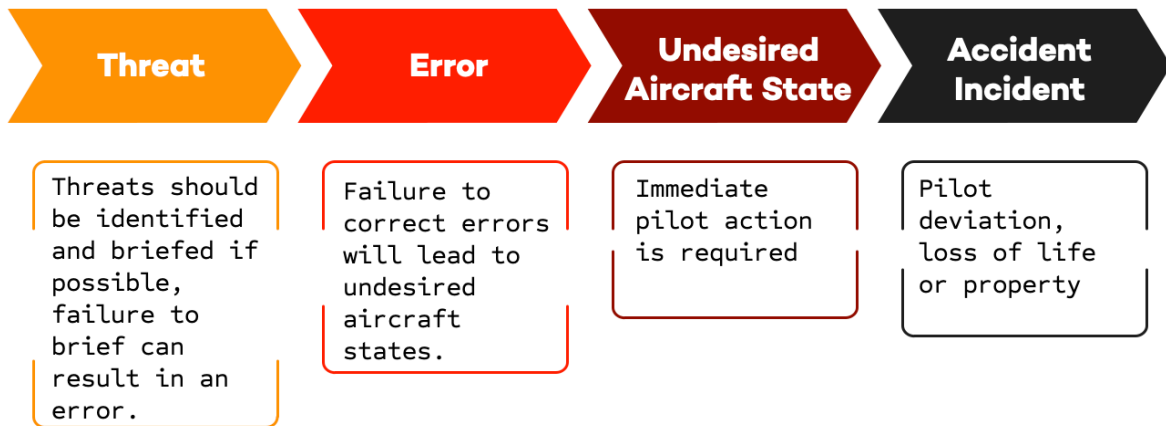 Threat
Error
Undesired
Aircraft State
Accident
Incident
Threats should
be identified
and briefed if
possible,
failure to
brief can
result in an
error.
Failure to
correct errors
will lead to
undesired
aircraft
states.
Immediate
pilot action
is required
Pilot
deviation,
loss of life
or property